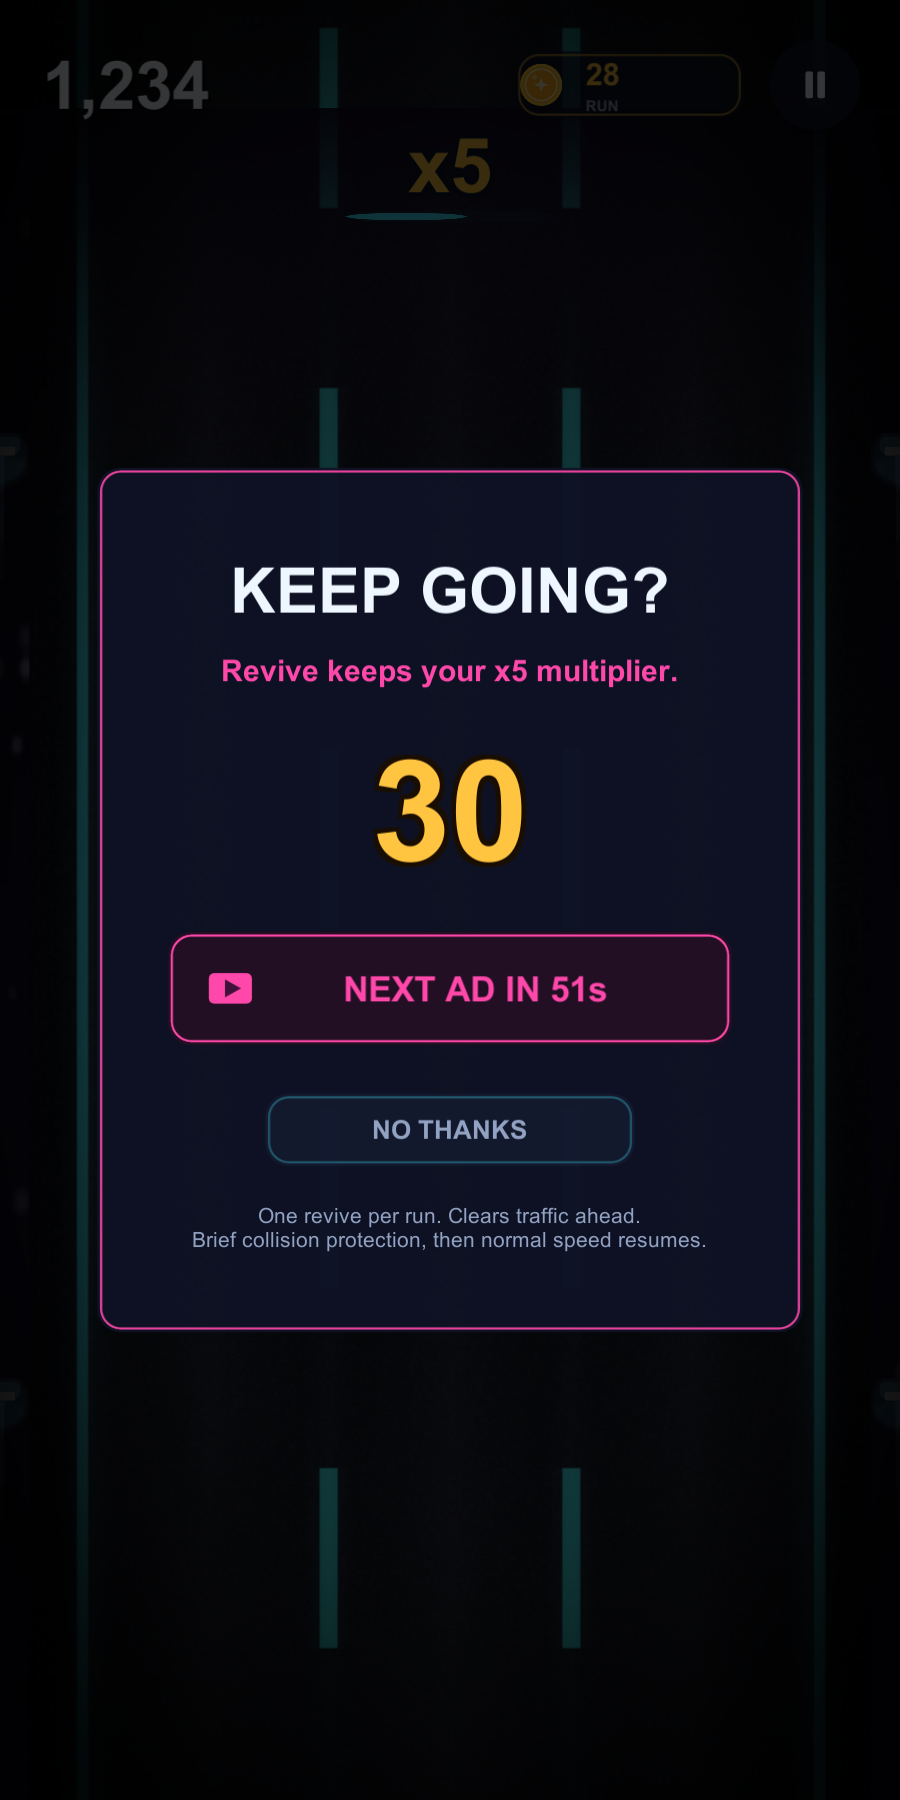 1,234
28
RUN
x5
KEEP GOING?
Revive keeps your x5 multiplier.
30
NEXT AD IN 51s
NO THANKS
One revive per run. Clears traffic ahead.
Brief collision protection, then normal speed resumes.